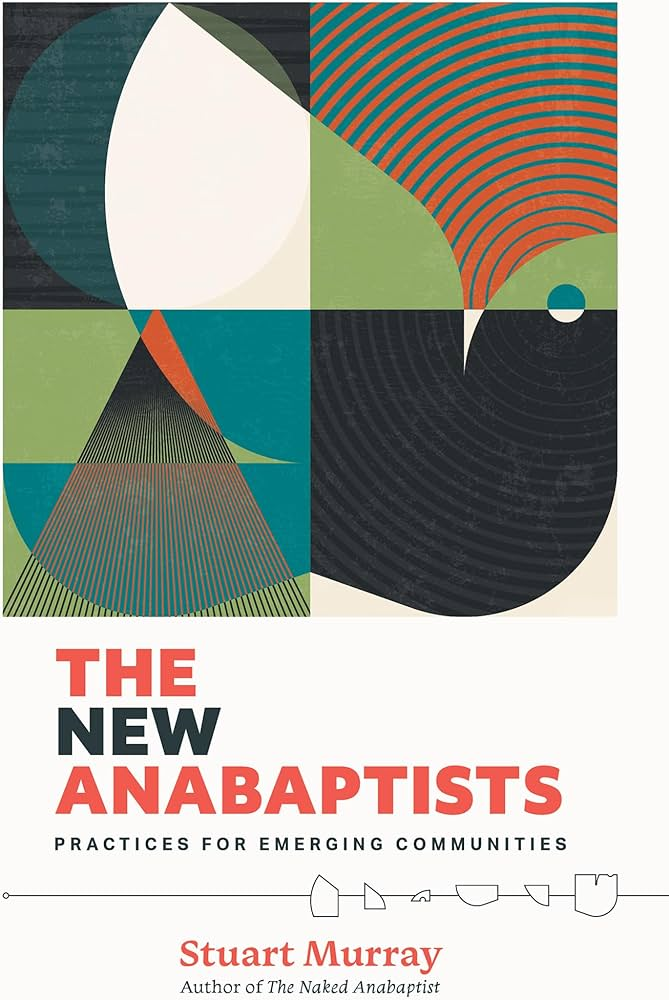 THE
NEW
ANABAPTISTS
PRACTICES FOR EMERGING COMMUNITIES
Stuart Murray
Author of The Naked Anabaptist